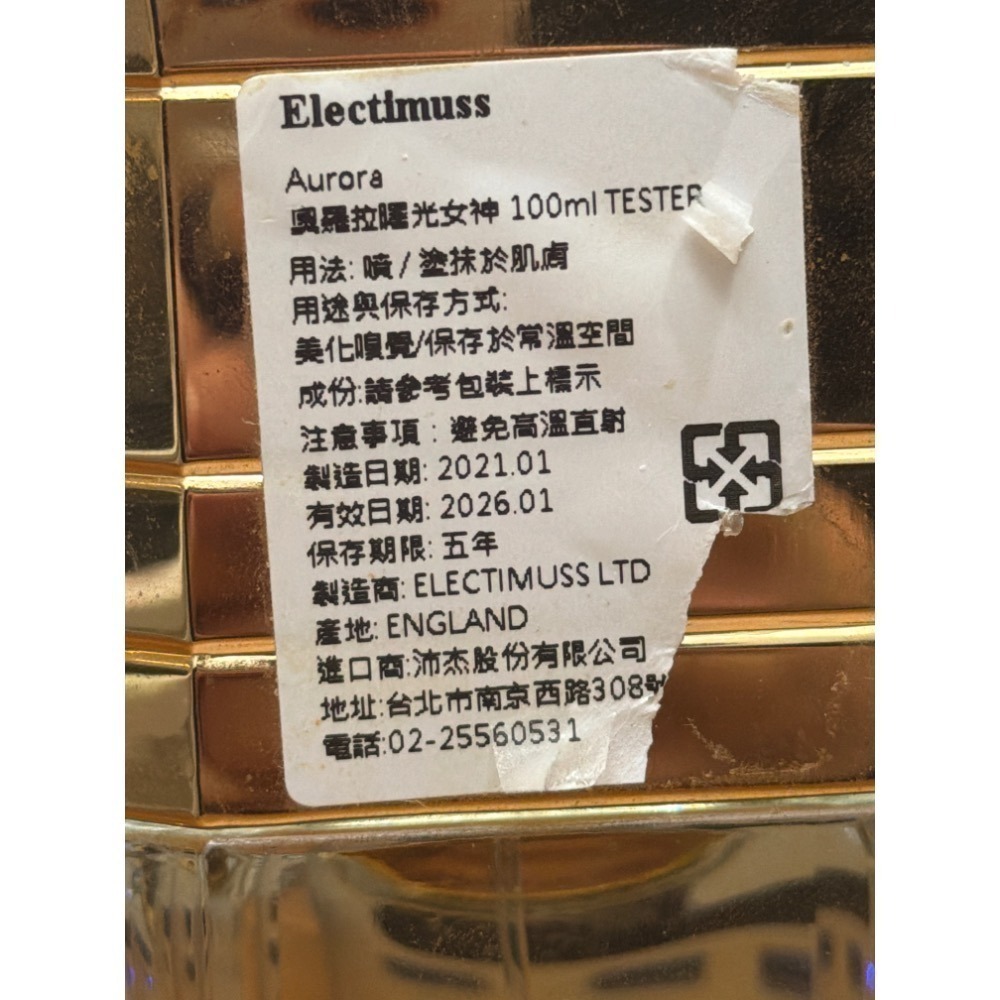 Electimuss
Aurora
奧羅拉曙光女神 100ml TESTER
用法: 噴 / 塗抹於肌膚
用途與保存方式:
美化嗅覺/保存於常溫空間
成份:請參考包裝上標示
注意事項 : 避免高溫直射
製造日期: 2021.01
有效日期: 2026.01
保存期限: 五年
製造商: ELECTIMUSS LTD
產地: ENGLAND
進口商:沛杰股份有限公司
地址:台北市南京西路308號
電話:02-25560531